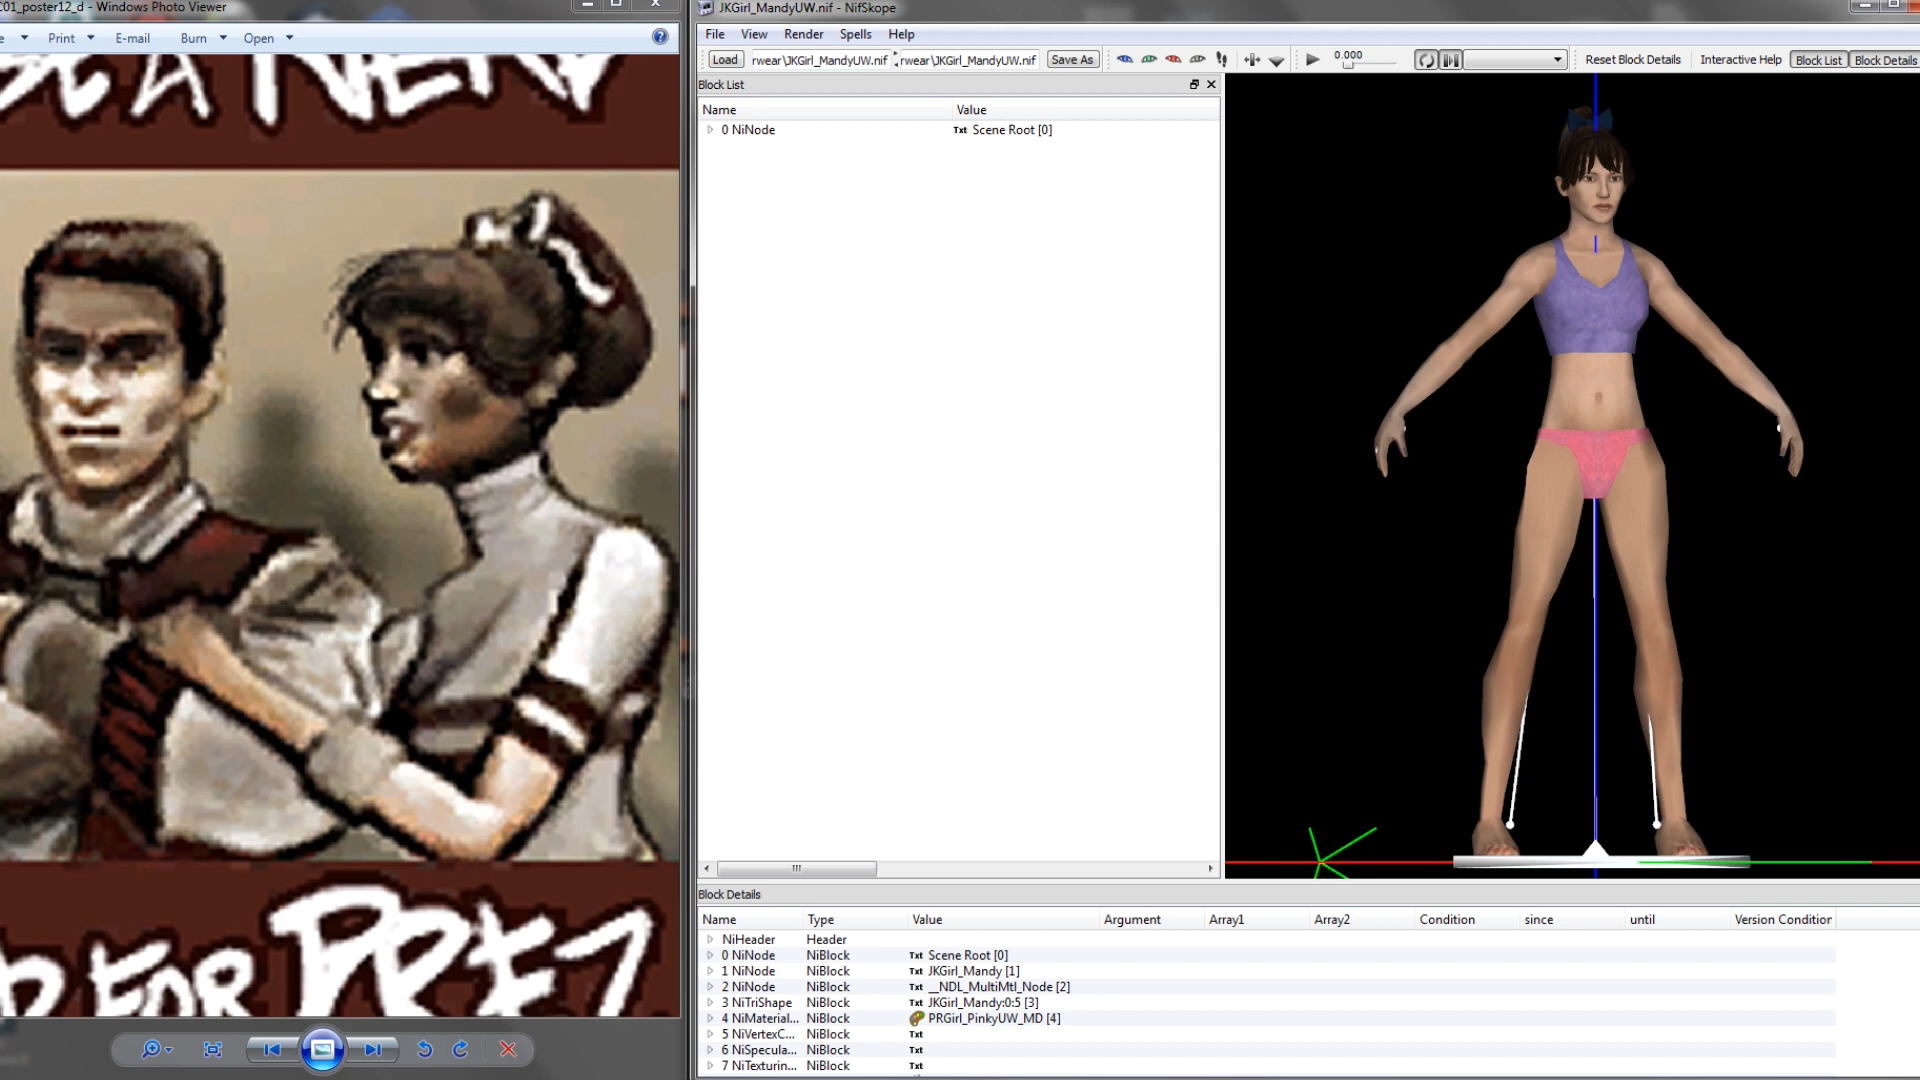 C01_poster12_d - Windows Photo Viewer
Print
E-mail
Burn
Open
A NERD
FOR PREZ
JKGirl_MandyUW.nif - NifSkope
File View Render Spells Help
Load rwear\JKGirl_MandyUW.nif rwear\JKGirl_MandyUW.nif Save As 0.000 Reset Block Details Interactive Help Block List Block Details
Block List
Name Value
0 NiNode Txt Scene Root [0]
Block Details
Name Type Value Argument Array1 Array2 Condition since until Version Condition
NiHeader Header
0 NiNode NiBlock Txt Scene Root [0]
1 NiNode NiBlock Txt JKGirl_Mandy [1]
2 NiNode NiBlock Txt __NDL_MultiMtl_Node [2]
3 NiTriShape NiBlock Txt JKGirl_Mandy:0:5 [3]
4 NiMaterial... NiBlock PRGirl_PinkyUW_MD [4]
5 NiVertexC... NiBlock Txt
6 NiSpecula... NiBlock Txt
7 NiTexturin... NiBlock Txt